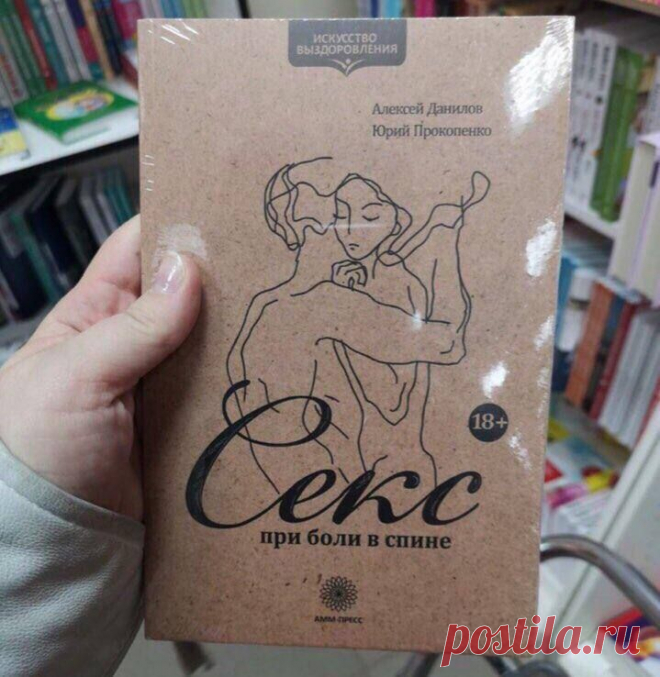 ИСКУССТВО
ВЫЗДОРОВЛЕНИЯ
Алексей Данилов
Юрий Прокопенко
18+
Секс
при боли в спине
АММ ПРЕСС
postila.ru